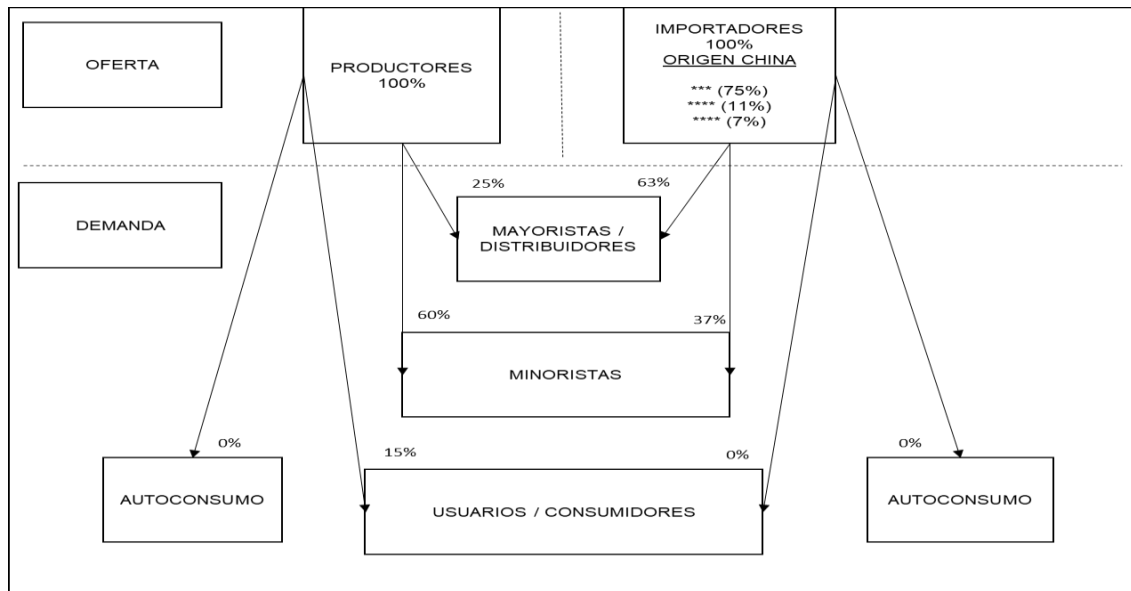 OFERTA
PRODUCTORES
100%
IMPORTADORES
100%
ORIGEN CHINA
*** (75%)
**** (11%)
**** (7%)
DEMANDA
25%
63%
MAYORISTAS /
DISTRIBUIDORES
60%
37%
MINORISTAS
0%
AUTOCONSUMO
15%
0%
USUARIOS / CONSUMIDORES
0%
AUTOCONSUMO